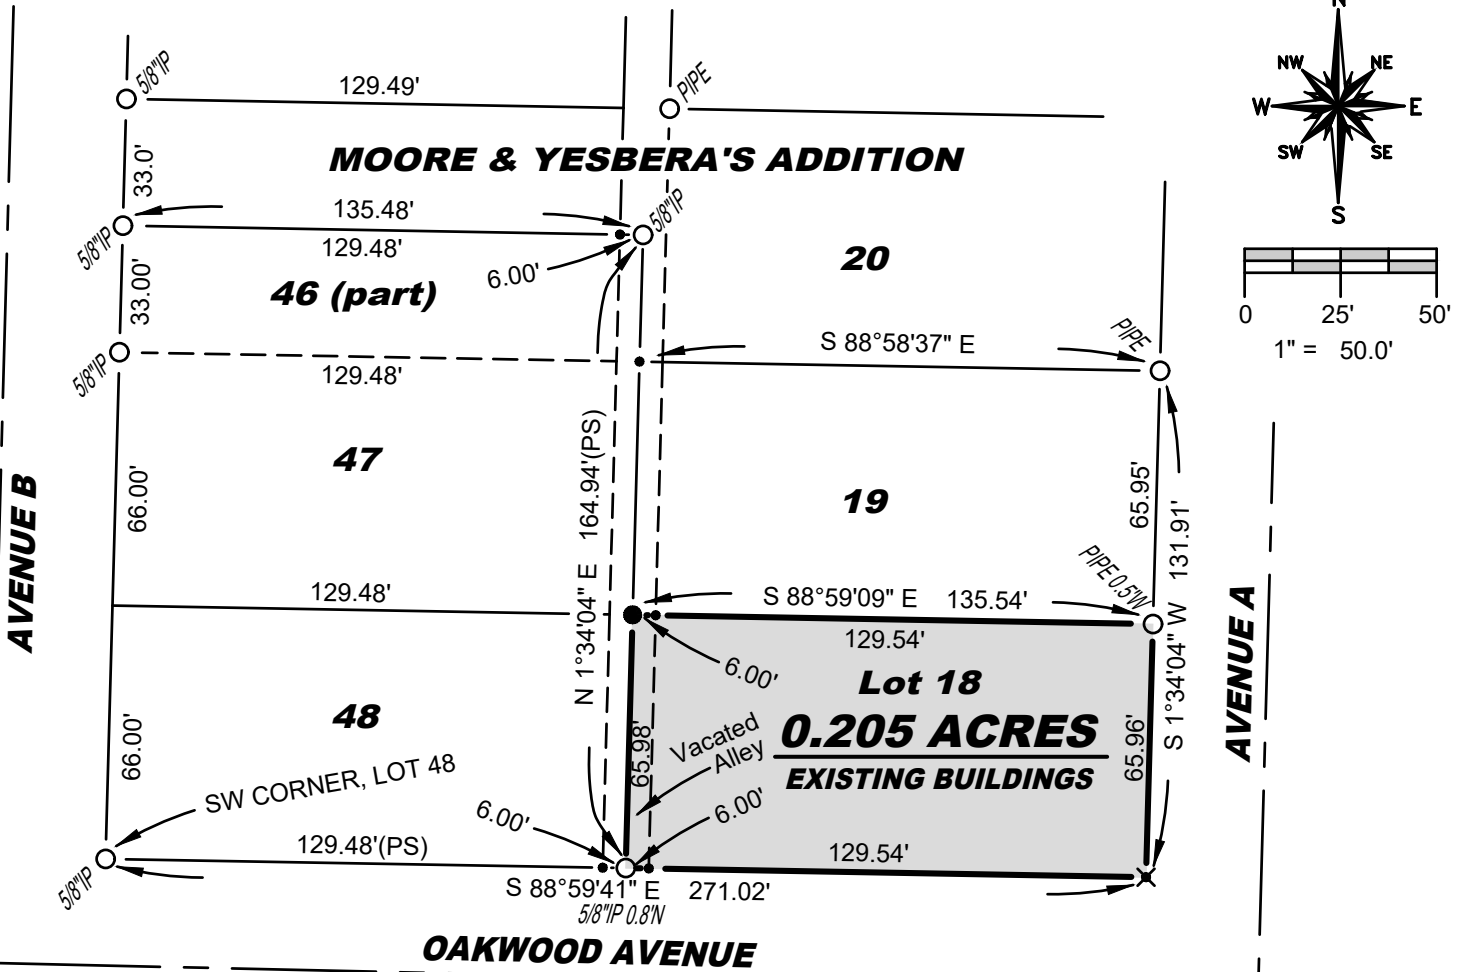 N
NW
NE
W
E
SW
SE
S
0
25'
50'
1" = 50.0'
5/8"IP
129.49'
PIPE
33.0'
MOORE & YESBERA'S ADDITION
5/8"IP
135.48'
129.48'
5/8"IP
6.00'
33.00'
46 (part)
20
5/8"IP
129.48'
S 88°58'37" E
PIPE
AVENUE B
66.00'
47
N 1°34'04" E 164.94'(PS)
19
65.95'
S 1°34'04" W 131.91'
PIPE 0.5'W
129.48'
S 88°59'09" E 135.54'
129.54'
6.00'
Lot 18
0.205 ACRES
EXISTING BUILDINGS
65.98'
Vacated
Alley
65.96'
AVENUE A
66.00'
48
SW CORNER, LOT 48
6.00'
6.00'
129.48'(PS)
129.54'
5/8"IP
S 88°59'41" E 271.02'
5/8"IP 0.8'N
OAKWOOD AVENUE